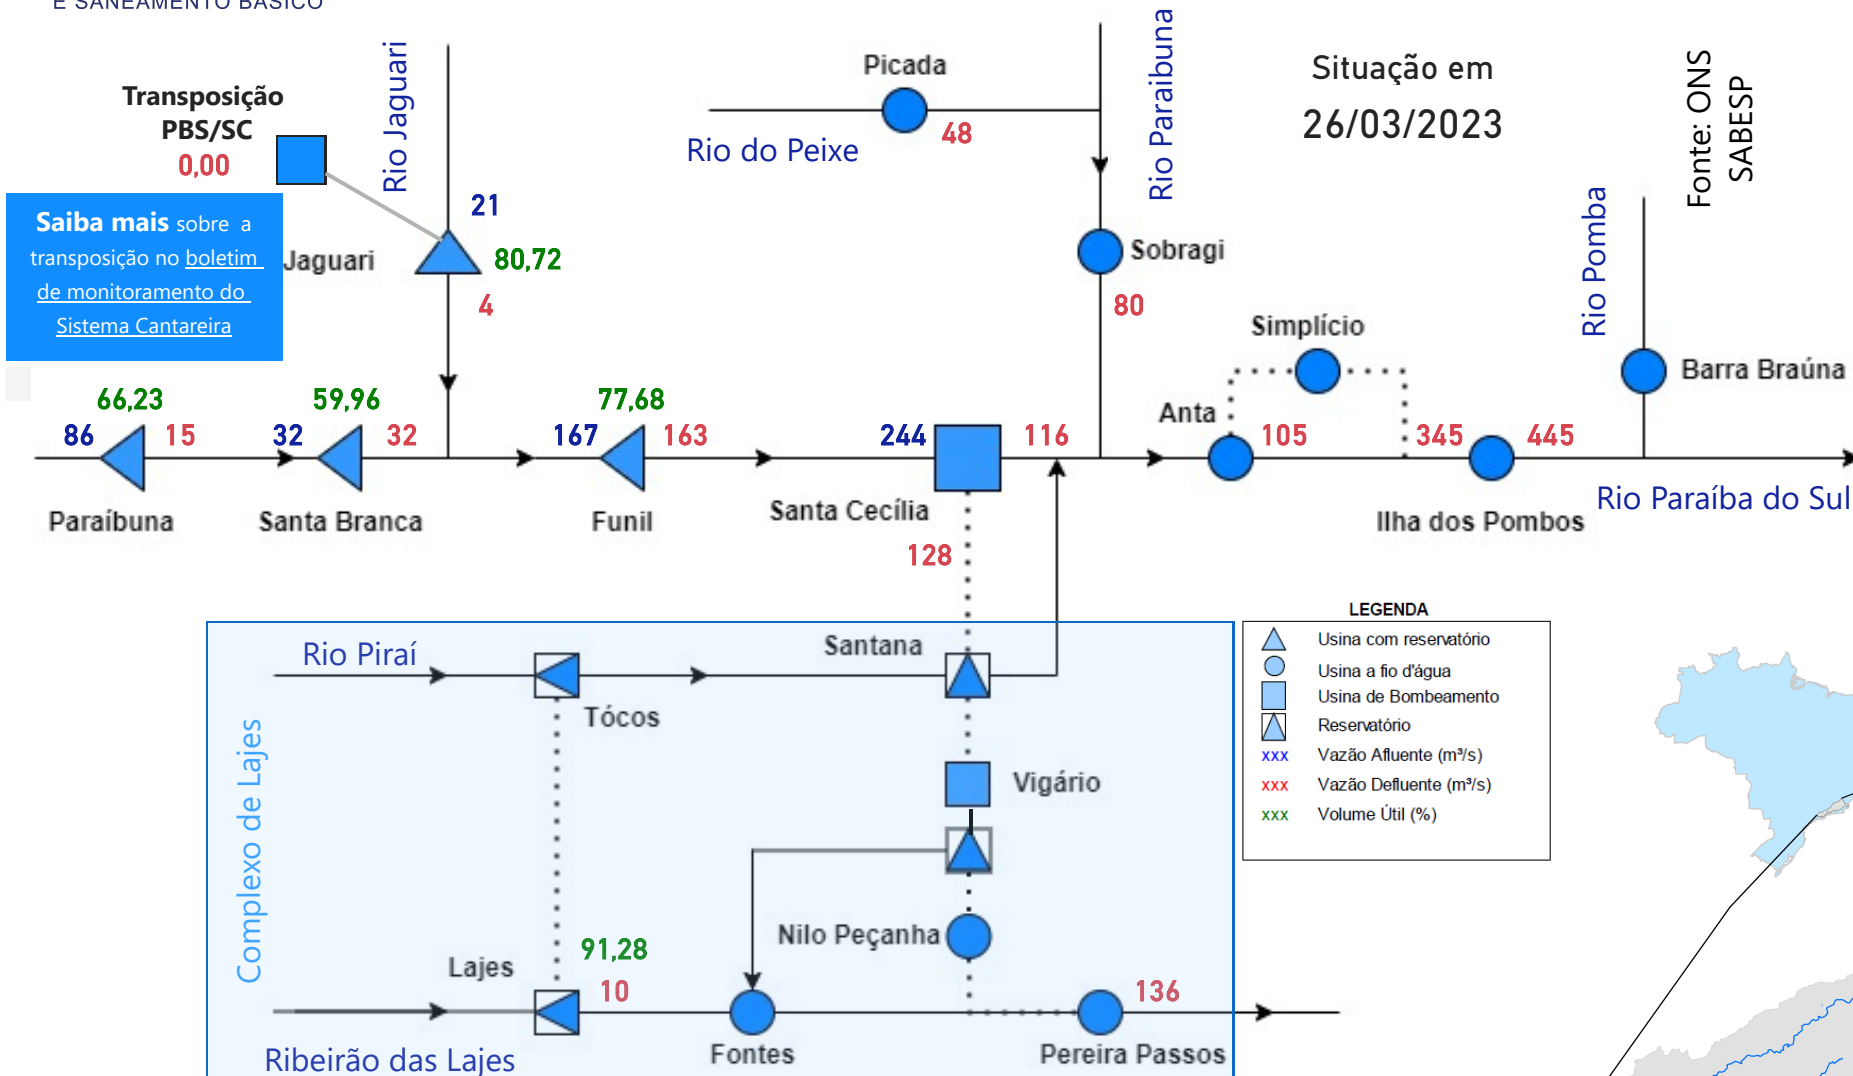 E SANEAMENTO BÁSICO
Transposição
PBS/SC
0,00
Rio Jaguari
Saiba mais sobre a
transposição no boletim
de monitoramento do
Sistema Cantareira
Jaguari
21
80,72
4
Picada
48
Rio do Peixe
Rio Paraibuna
Situação em
26/03/2023
Fonte: ONS
SABESP
Sobragi
80
Rio Pomba
Simplício
Barra Braúna
66,23
86
15
Paraíbuna
59,96
32
32
Santa Branca
77,68
167
163
Funil
244
116
Santa Cecília
128
Anta
105
345
445
Ilha dos Pombos
Rio Paraíba do Sul
Complexo de Lajes
Rio Piraí
Tócos
Santana
Vigário
Nilo Peçanha
Lajes
91,28
10
Ribeirão das Lajes
Fontes
136
Pereira Passos
LEGENDA
Usina com reservatório
Usina a fio d'água
Usina de Bombeamento
Reservatório
xxx Vazão Afluente (m³/s)
xxx Vazão Defluente (m³/s)
xxx Volume Útil (%)